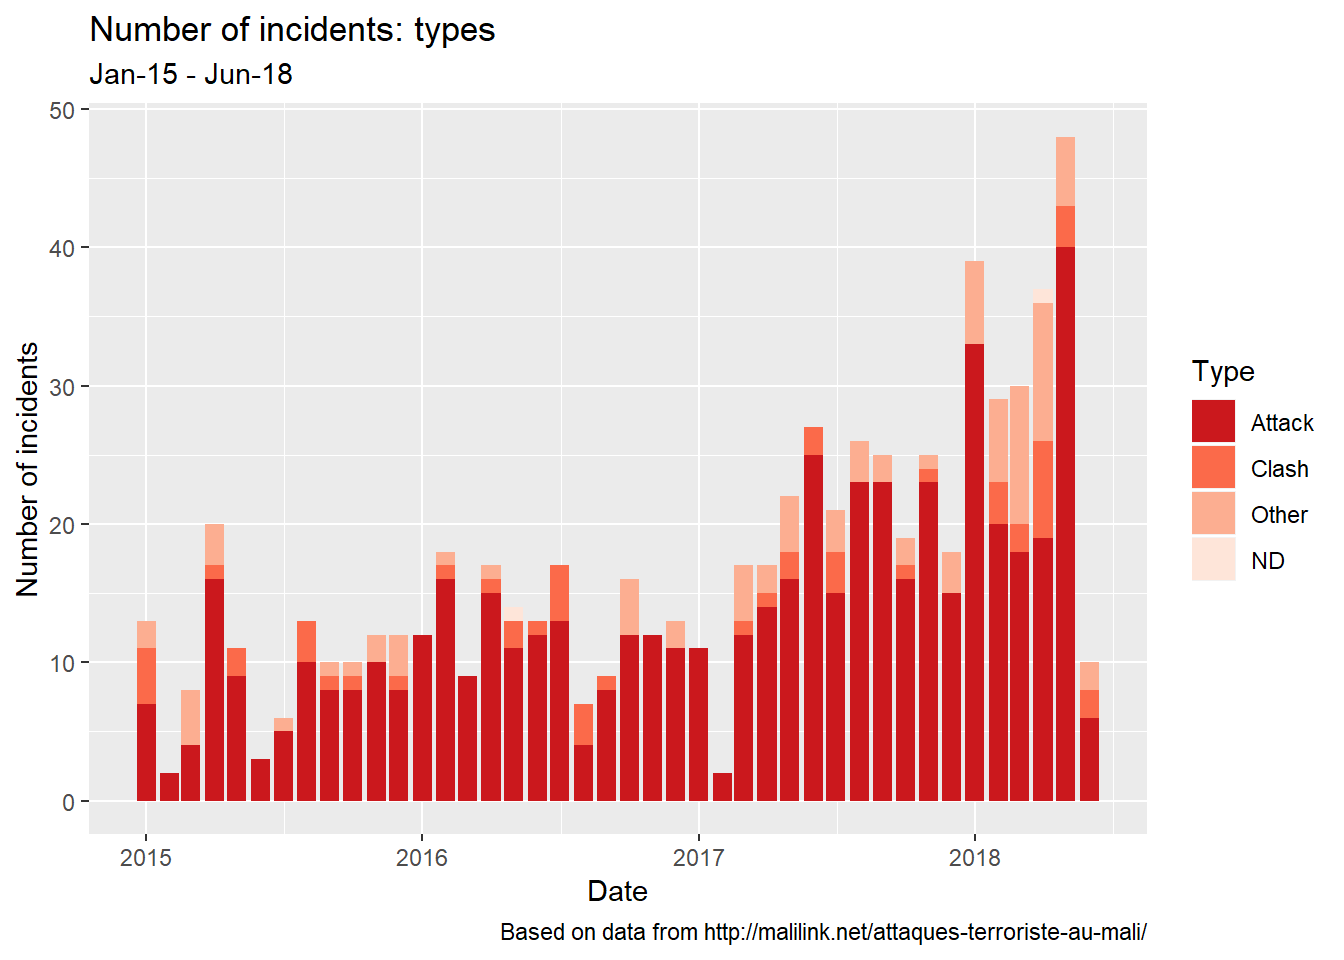 Number of incidents: types
Jan-15 - Jun-18
50
40
30
20
10
0
Number of incidents
2015
2016
2017
2018
Date
Type
Attack
Clash
Other
ND
Based on data from http://malilink.net/attaques-terroriste-au-mali/